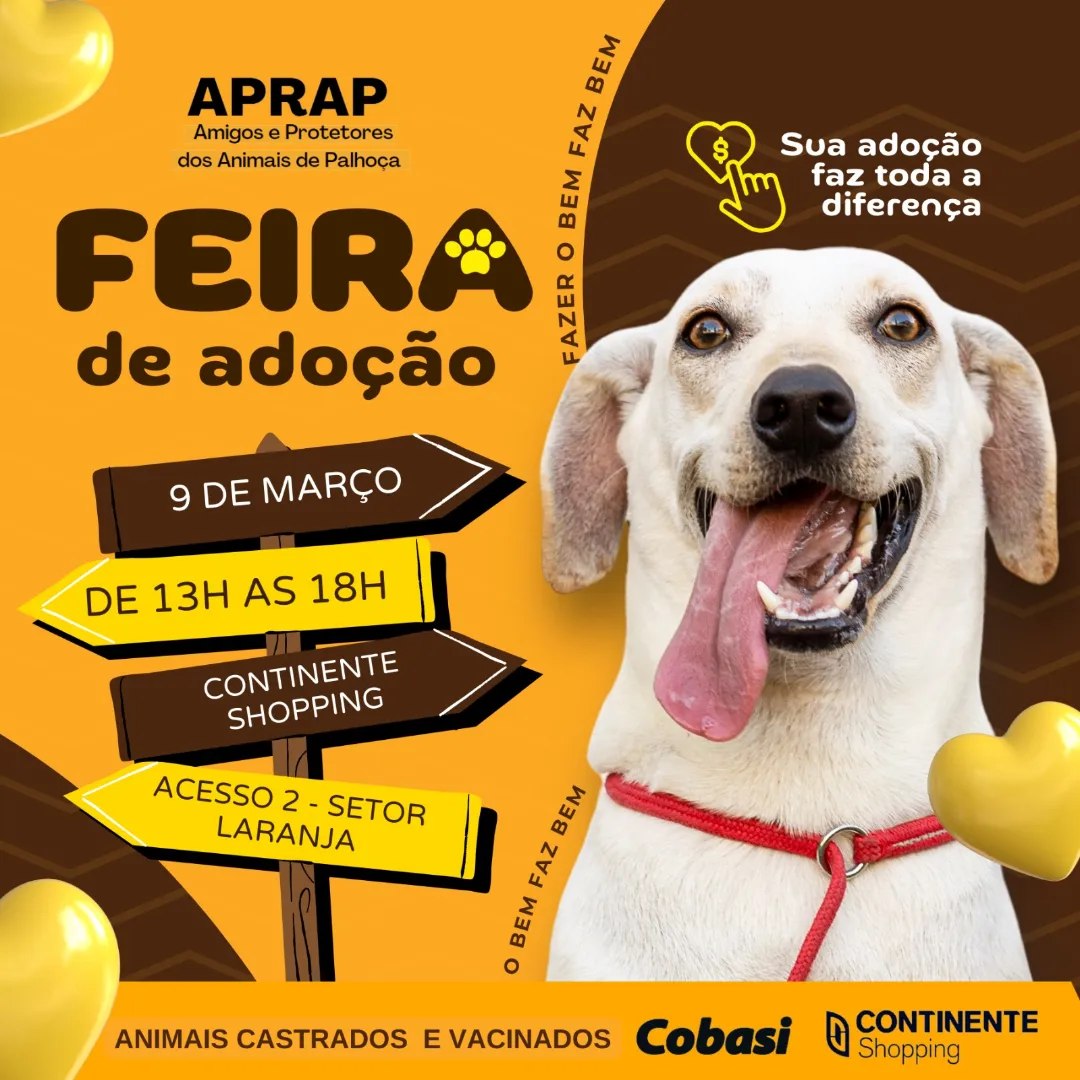 APRAP
Amigos e Protetores
dos Animais de Palhoça
FEIRA
de adoção
FAZER O BEM FAZ BEM
$
Sua adoção
faz toda a
diferença
9 DE MARÇO
DE 13H AS 18H
CONTINENTE
SHOPPING
ACESSO 2 - SETOR
LARANJA
O BEM FAZ BEM
ANIMAIS CASTRADOS E VACINADOS
Cobasi
CONTINENTE
Shopping